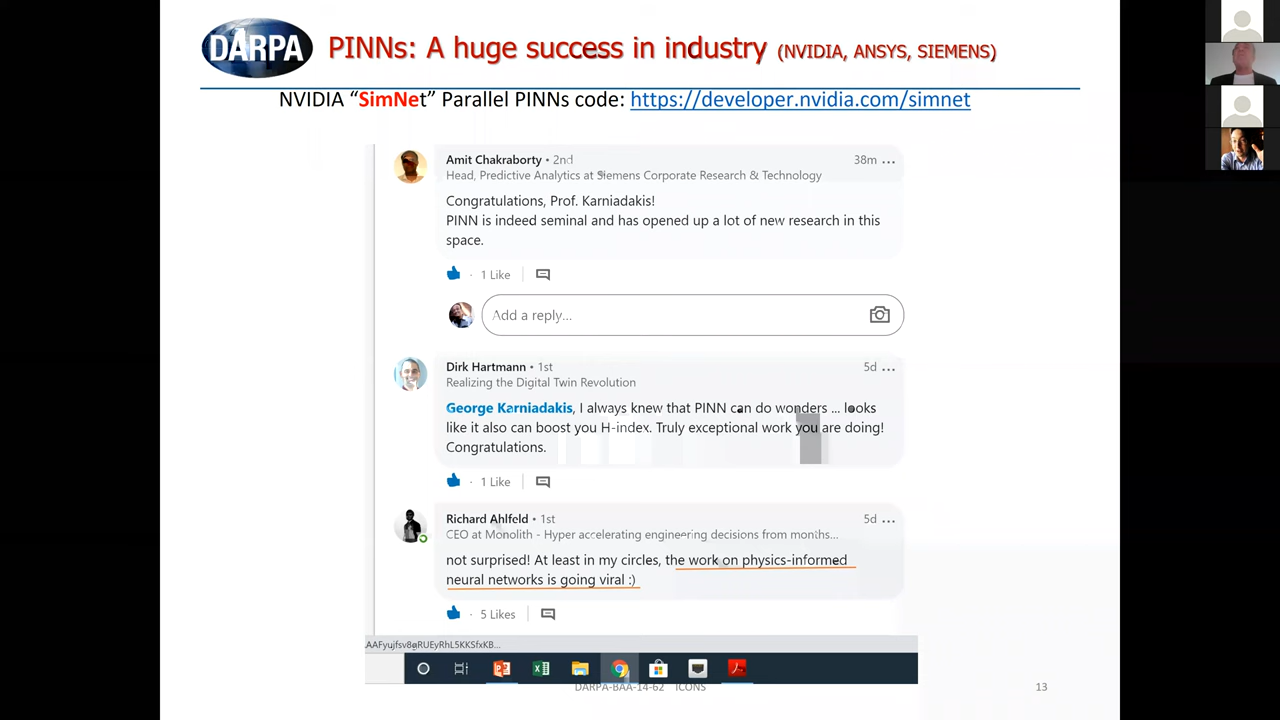 DARPA
PINNs: A huge success in industry (NVIDIA, ANSYS, SIEMENS)
NVIDIA “SimNet” Parallel PINNs code: https://developer.nvidia.com/simnet
Amit Chakraborty • 2nd
38m ...
Head, Predictive Analytics at Siemens Corporate Research & Technology
Congratulations, Prof. Karniadakis!
PINN is indeed seminal and has opened up a lot of new research in this
space.
· 1 Like
Add a reply...
Dirk Hartmann • 1st
5d ...
Realizing the Digital Twin Revolution
George Karniadakis, I always knew that PINN can do wonders ... looks
like it also can boost you H-index. Truly exceptional work you are doing!
Congratulations.
· 1 Like
Richard Ahlfeld • 1st
5d ...
CEO at Monolith - Hyper accelerating engineering decisions from months...
not surprised! At least in my circles, the work on physics-informed
neural networks is going viral :)
· 5 Likes
DARPA-BAA-14-62 ICONS
13